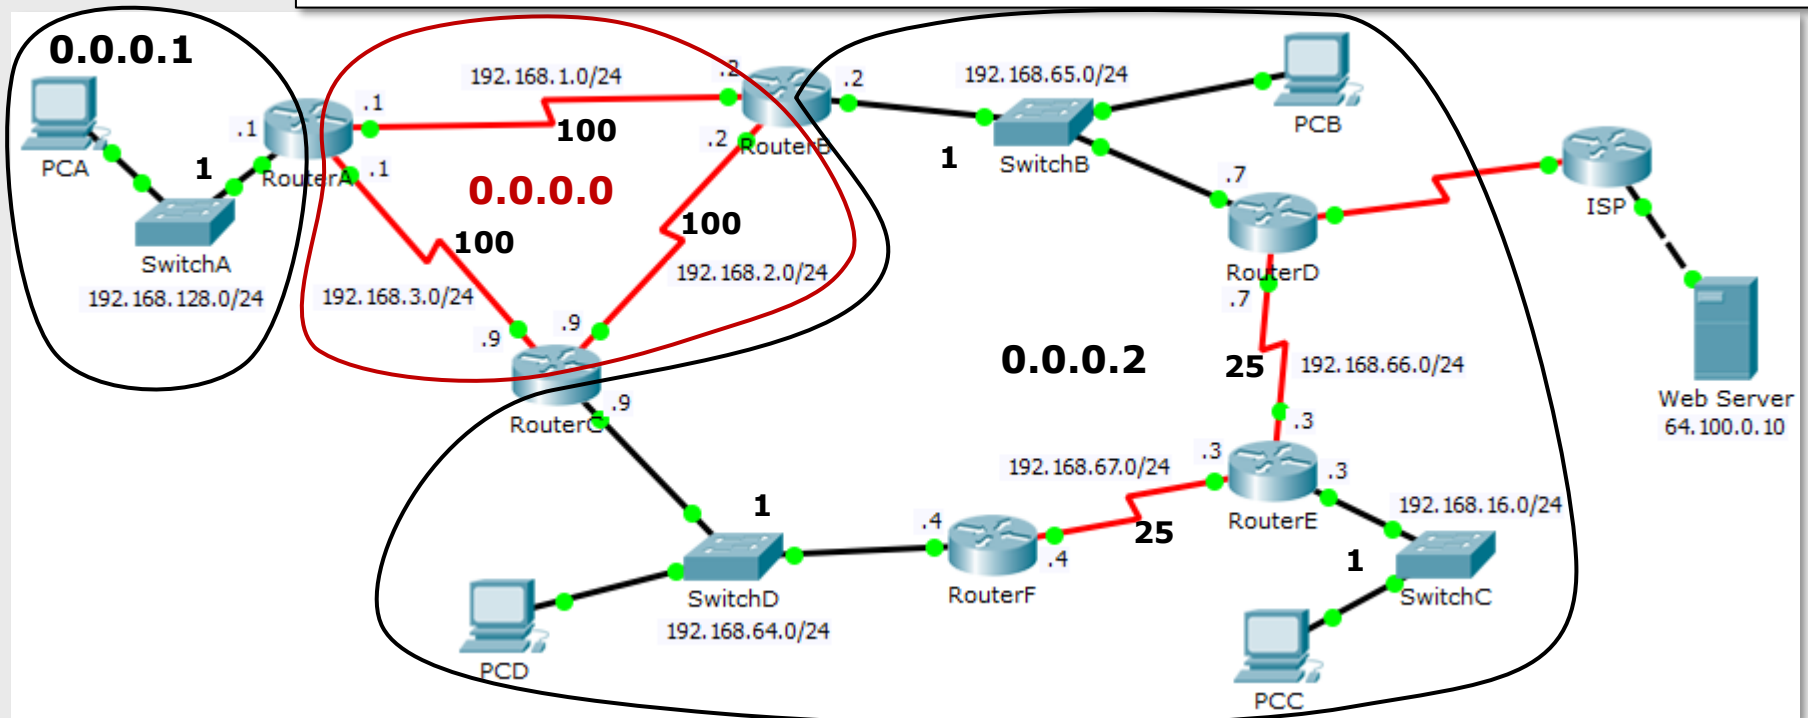 0.0.0.1
PCA
1
.1
RouterA
SwitchA
192.168.128.0/24
.1
.1
192.168.1.0/24
100
.2
.2
RouterB
.2
0.0.0.0
100
100
192.168.3.0/24
192.168.2.0/24
.9
.9
RouterC
.9
192.168.65.0/24
1
SwitchB
PCB
.7
RouterD
.7
ISP
Web Server
64.100.0.10
0.0.0.2
25
192.168.66.0/24
.3
.3
.3
RouterE
192.168.67.0/24
25
192.168.16.0/24
1
SwitchC
PCC
.4
.4
RouterF
1
SwitchD
192.168.64.0/24
PCD